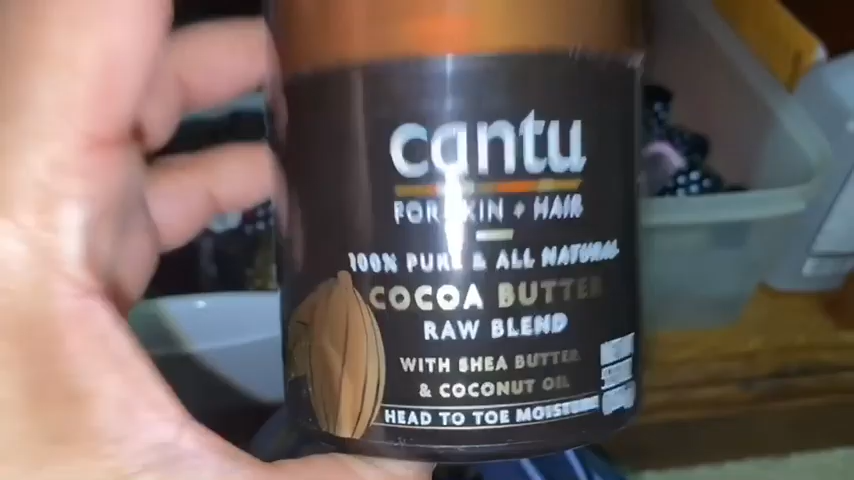 cantu
FOR SKIN + HAIR
100% PURE & ALL NATURAL
COCOA BUTTER
RAW BLEND
WITH SHEA BUTTER
& COCONUT OIL
HEAD TO TOE MOISTURE